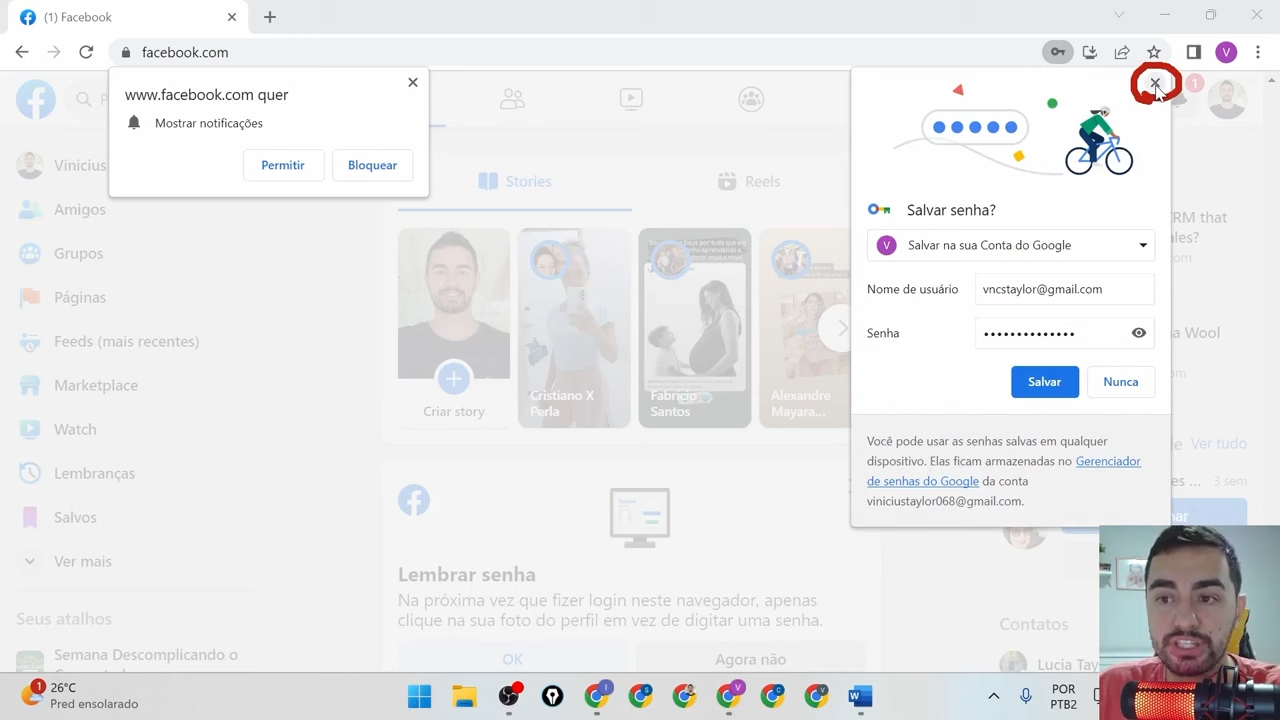 (1) Facebook
facebook.com
V
www.facebook.com quer
Mostrar notificações
Permitir
Bloquear
1
Vinicius
Amigos
Grupos
Páginas
Feeds (mais recentes)
Marketplace
Watch
Lembranças
Salvos
Ver mais
Seus atalhos
Semana Descomplicando o
Stories
Reels
Criar story
Cristiano X
Perla
Fabrício
Santos
Alexandre
Mayara...
Lembrar senha
Na próxima vez que fizer login neste navegador, apenas
clique na sua foto do perfil em vez de digitar uma senha.
OK
Agora não
Salvar senha?
V
Salvar na sua Conta do Google
Nome de usuário
vncstaylor@gmail.com
Senha
Salvar
Nunca
Você pode usar as senhas salvas em qualquer
dispositivo. Elas ficam armazenadas no Gerenciador
de senhas do Google da conta
viniciustaylor068@gmail.com.
Ver tudo
3 sem
Contatos
Lucia
1
26°C
Pred ensolarado
POR
PTB2